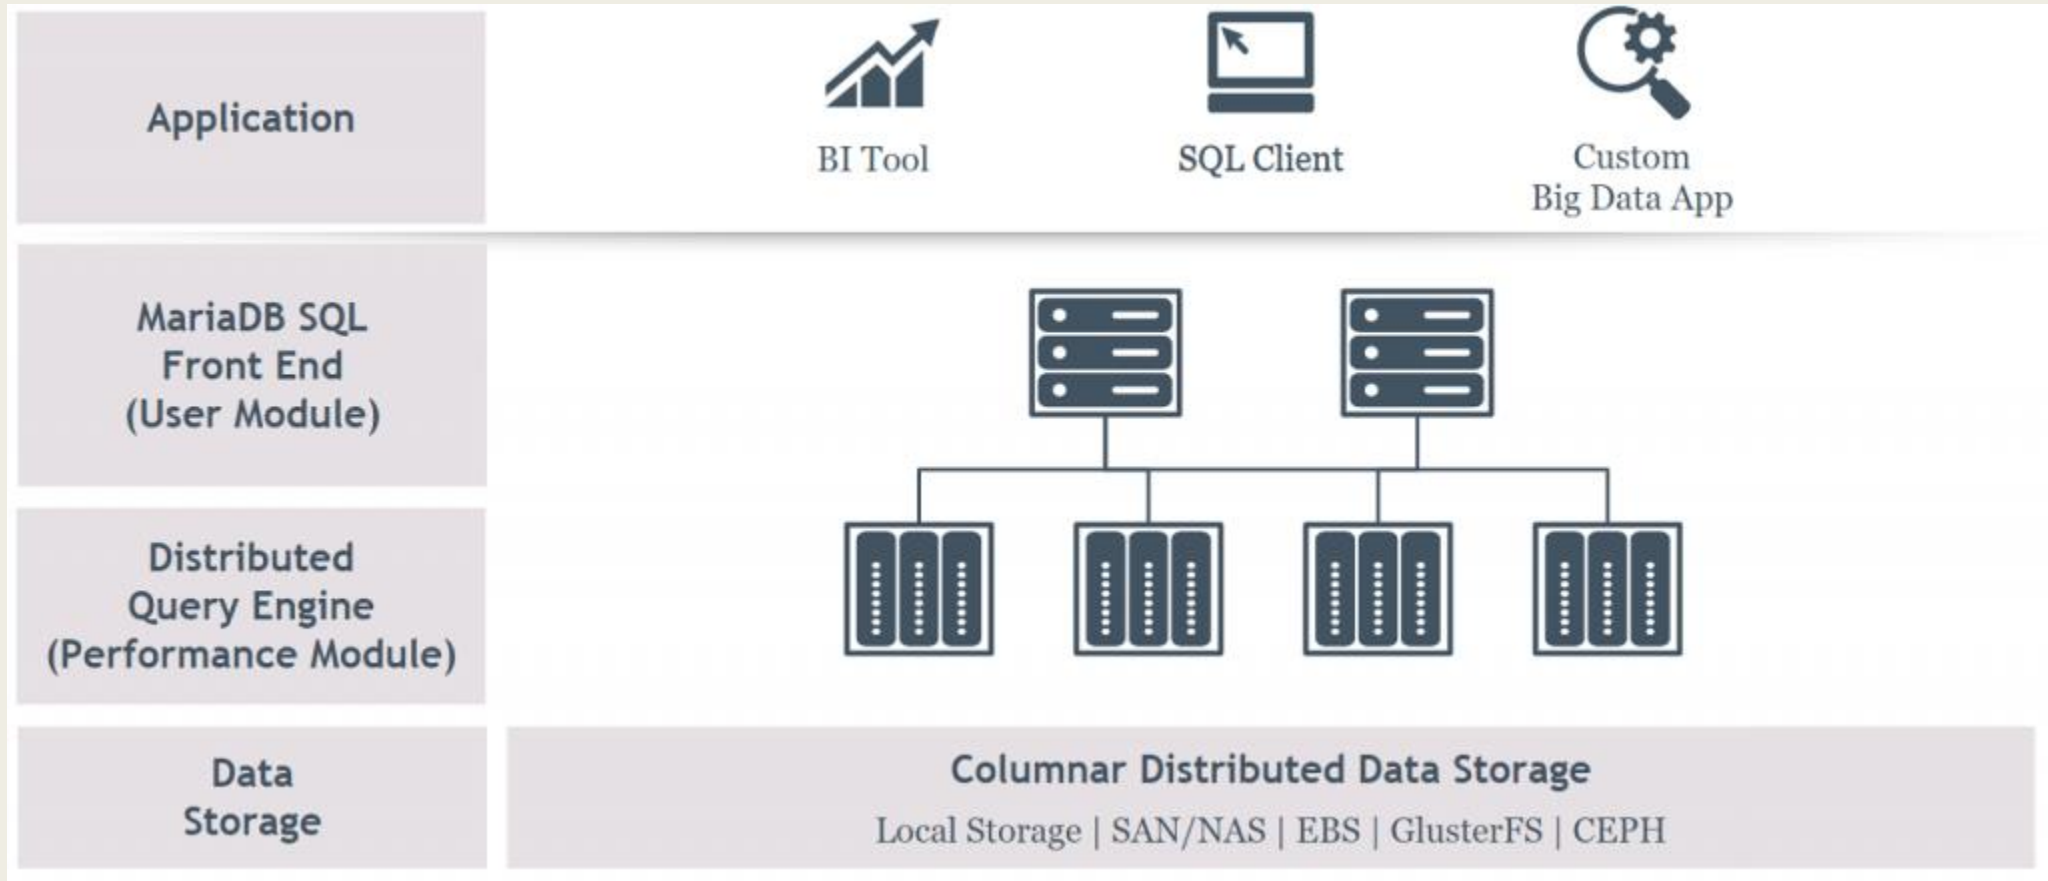 Application
BI Tool
SQL Client
Custom
Big Data App
MariaDB SQL
Front End
(User Module)
Distributed
Query Engine
(Performance Module)
Data
Storage
Columnar Distributed Data Storage
Local Storage | SAN/NAS | EBS | GlusterFS | CEPH